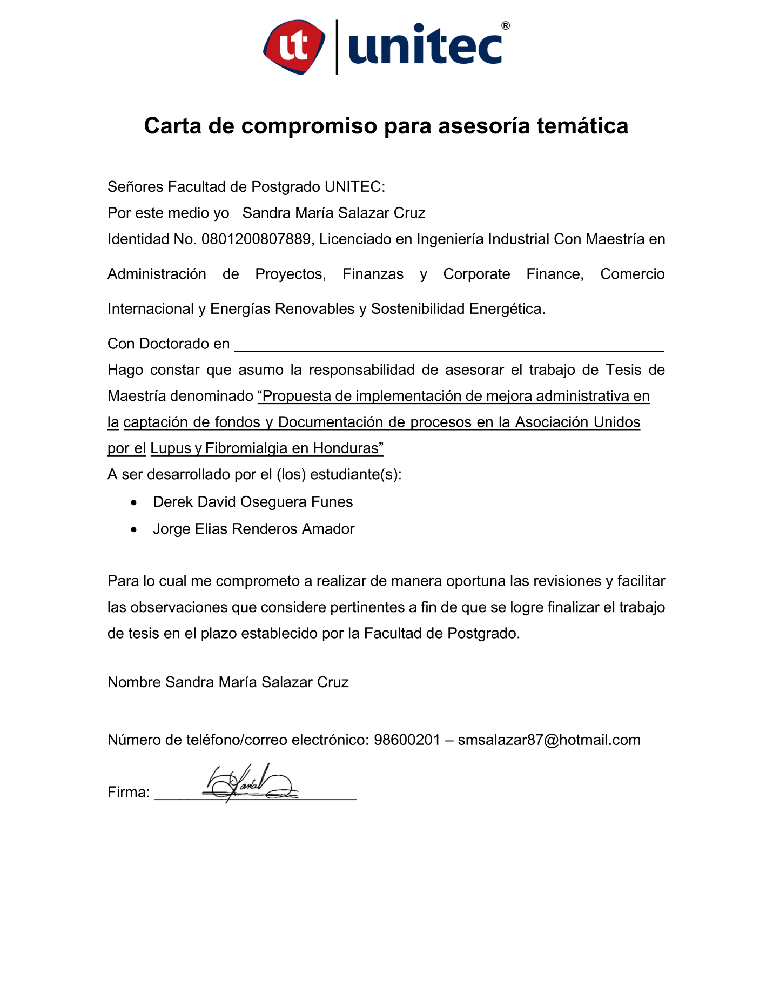 ut unitec®
Carta de compromiso para asesoría temática
Señores Facultad de Postgrado UNITEC:
Por este medio yo Sandra María Salazar Cruz
Identidad No. 0801200807889, Licenciado en Ingeniería Industrial Con Maestría en
Administración de Proyectos, Finanzas y Corporate Finance, Comercio
Internacional y Energías Renovables y Sostenibilidad Energética.
Con Doctorado en
Hago constar que asumo la responsabilidad de asesorar el trabajo de Tesis de
Maestría denominado “Propuesta de implementación de mejora administrativa en
la captación de fondos y Documentación de procesos en la Asociación Unidos
por el Lupus y Fibromialgia en Honduras”
A ser desarrollado por el (los) estudiante(s):
• Derek David Oseguera Funes
• Jorge Elias Renderos Amador
Para lo cual me comprometo a realizar de manera oportuna las revisiones y facilitar
las observaciones que considere pertinentes a fin de que se logre finalizar el trabajo
de tesis en el plazo establecido por la Facultad de Postgrado.
Nombre Sandra María Salazar Cruz
Número de teléfono/correo electrónico: 98600201 – smsalazar87@hotmail.com
Firma: